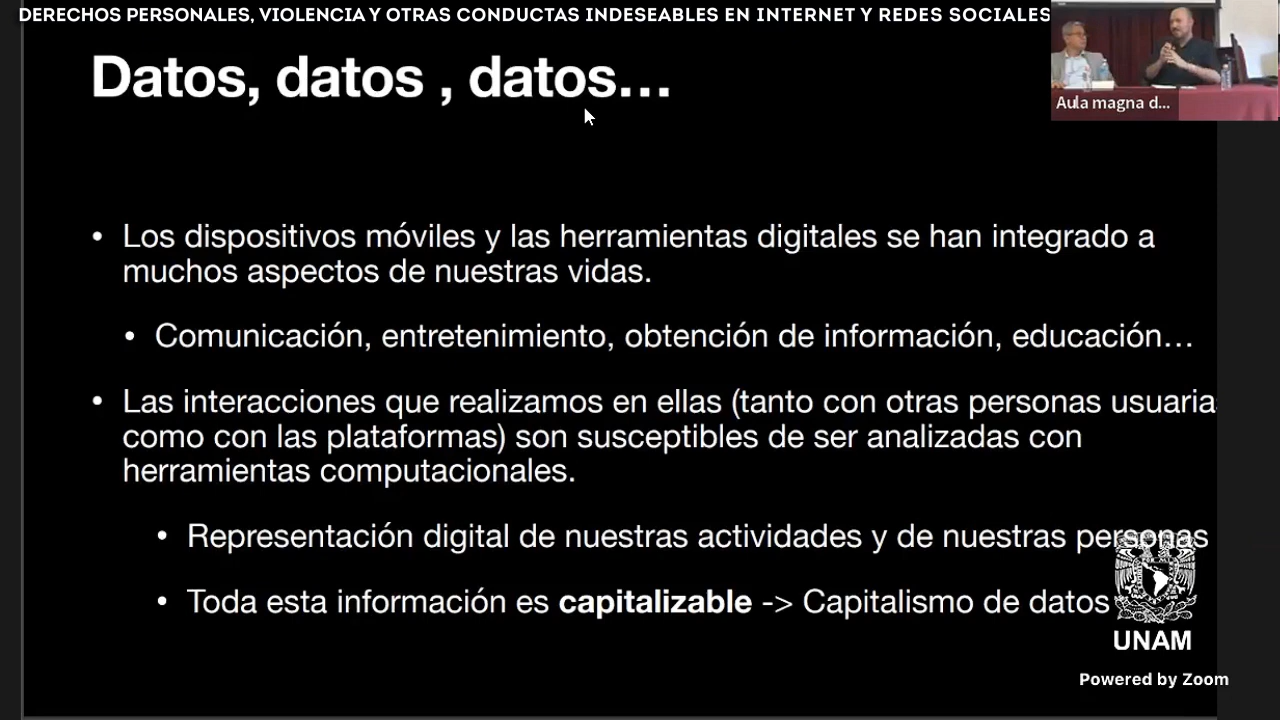 DERECHOS PERSONALES, VIOLENCIA Y OTRAS CONDUCTAS INDESEABLES EN INTERNET Y REDES SOCIALES
Datos, datos , datos…
Aula magna d...
• Los dispositivos móviles y las herramientas digitales se han integrado a
muchos aspectos de nuestras vidas.
• Comunicación, entretenimiento, obtención de información, educación…
• Las interacciones que realizamos en ellas (tanto con otras personas usuaria
como con las plataformas) son susceptibles de ser analizadas con
herramientas computacionales.
• Representación digital de nuestras actividades y de nuestras personas
• Toda esta información es capitalizable -> Capitalismo de datos
UNAM
Powered by Zoom